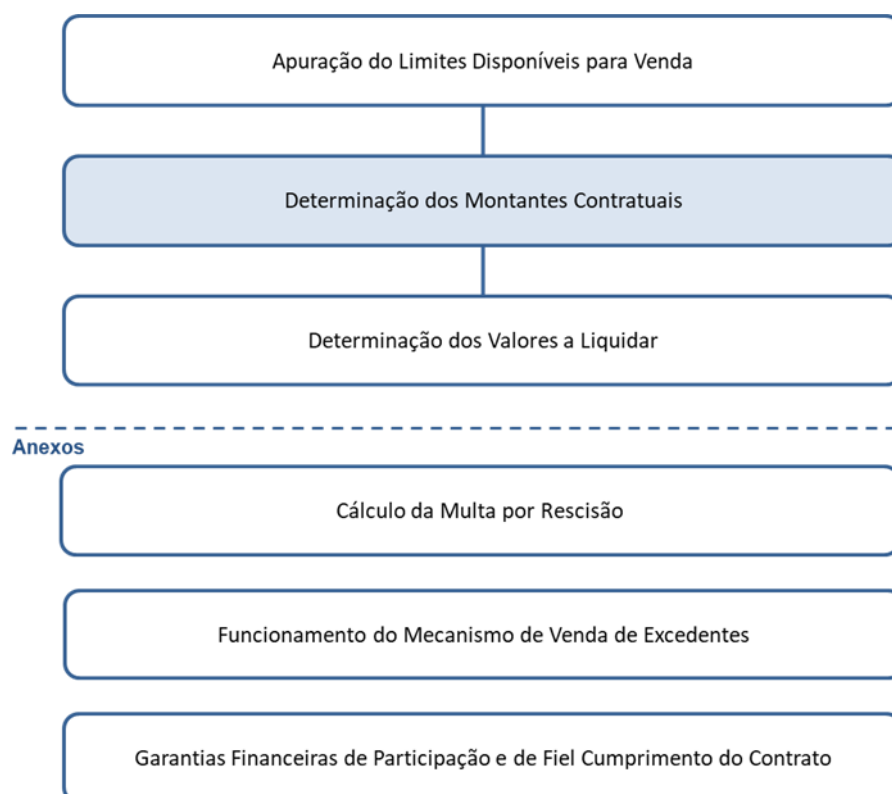 Apuração do Limites Disponíveis para Venda
Determinação dos Montantes Contratuais
Determinação dos Valores a Liquidar
Anexos
Cálculo da Multa por Rescisão
Funcionamento do Mecanismo de Venda de Excedentes
Garantias Financeiras de Participação e de Fiel Cumprimento do Contrato